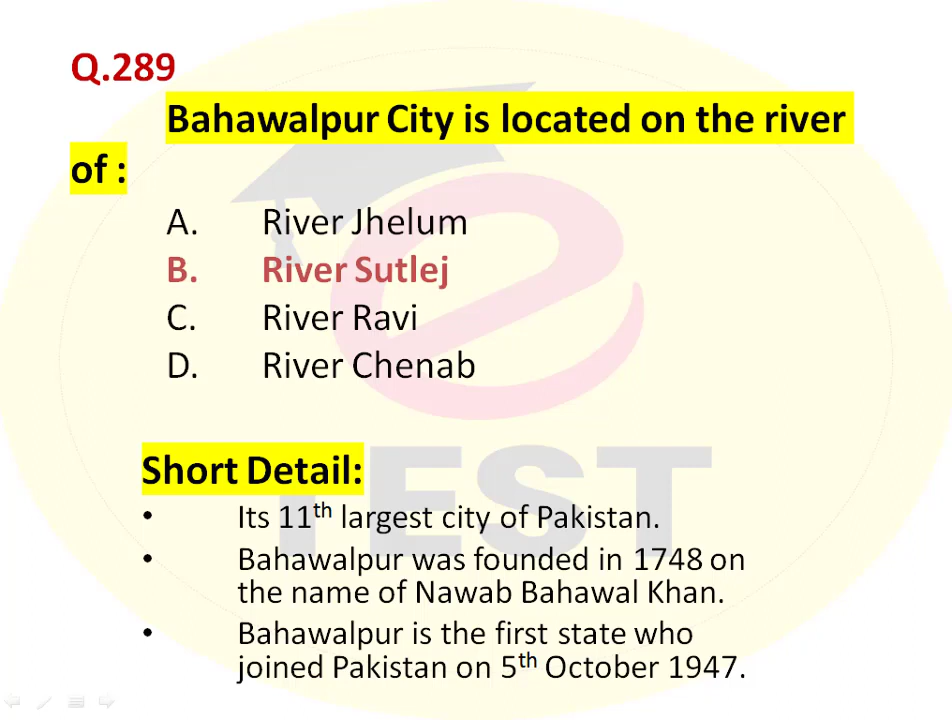 Q.289
Bahawalpur City is located on the river
of :
A. River Jhelum
B. River Sutlej
C. River Ravi
D. River Chenab
Short Detail:
• Its 11th largest city of Pakistan.
• Bahawalpur was founded in 1748 on
the name of Nawab Bahawal Khan.
• Bahawalpur is the first state who
joined Pakistan on 5th October 1947.
e
TEST